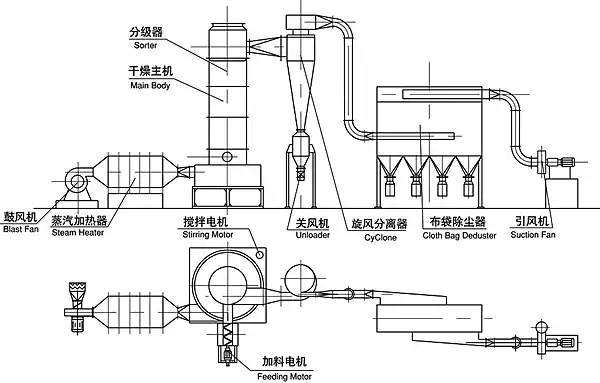 分级器
Sorter
干燥主机
Main Body
鼓风机
Blast Fan
蒸汽加热器
Steam Heater
搅拌电机
Stirring Motor
关风机
Unloader
旋风分离器
CyClone
布袋除尘器
Cloth Bag Deduster
引风机
Suction Fan
加料电机
Feeding Motor